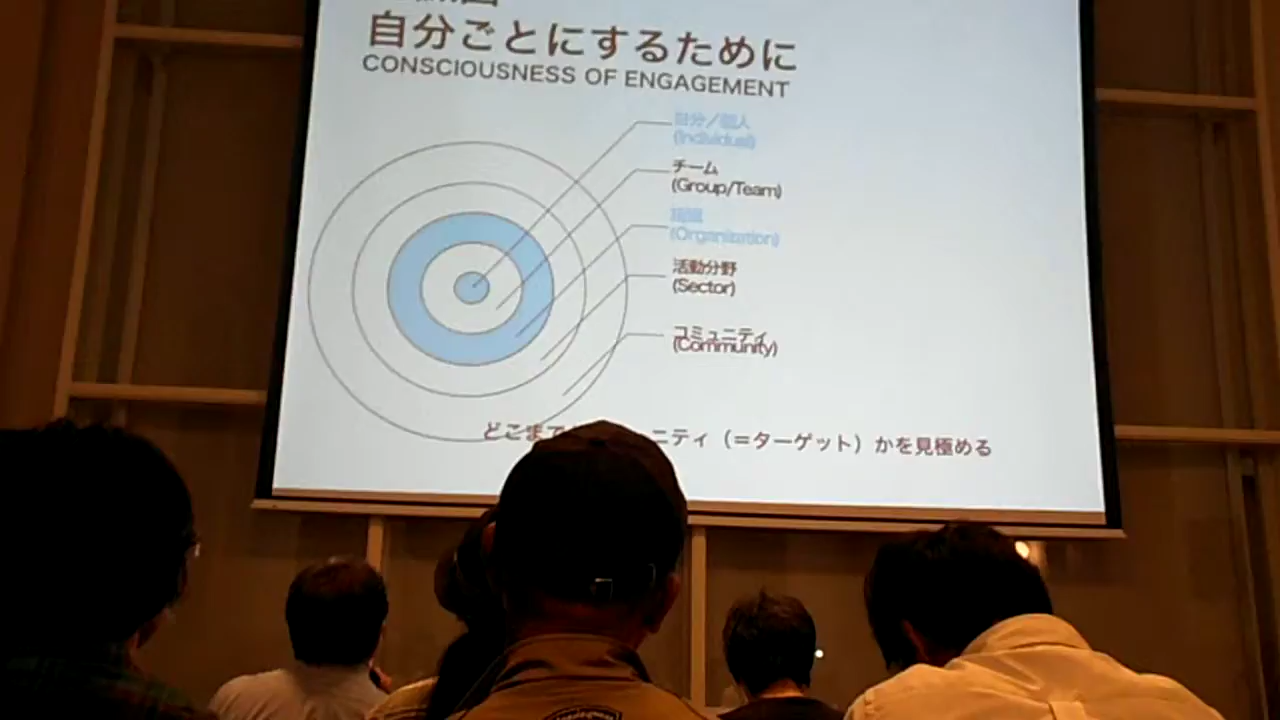 自分ごとにするために
CONSCIOUSNESS OF ENGAGEMENT
自分／個人
(Individual)
チーム
(Group/Team)
組織
(Organization)
活動分野
(Sector)
コミュニティ
(Community)
どこまで ニティ（＝ターゲット）かを見極める